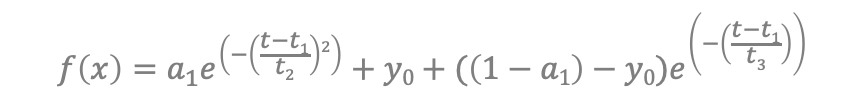 f(x) = a₁e^(−((t−t₁)/t₂)²) + y₀ + ((1 − a₁) − y₀)e^(−((t−t₁)/t₃))